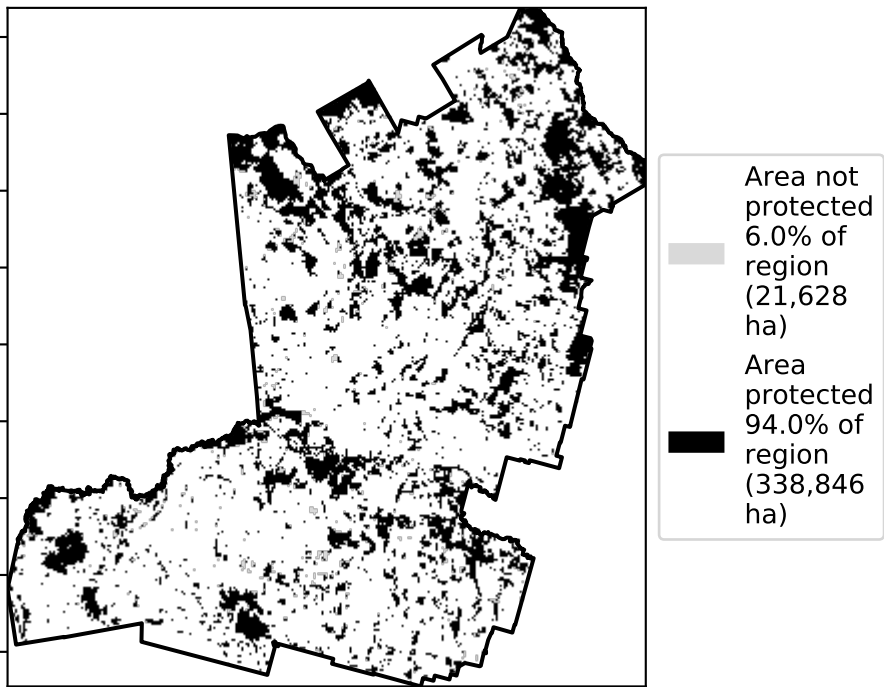 Area not
protected
6.0% of
region
(21,628
ha)
Area
protected
94.0% of
region
(338,846
ha)